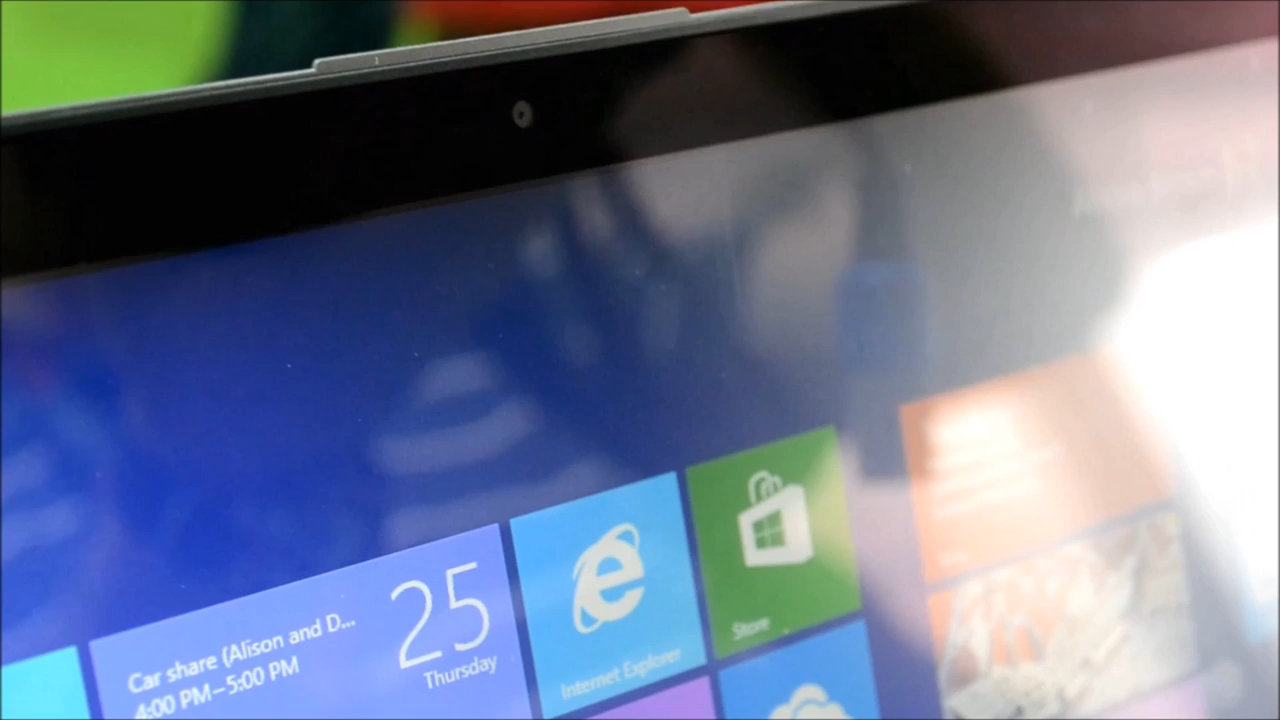 Car share (Alison and D...
4:00 PM–5:00 PM
25
Thursday
Internet Explorer
Store